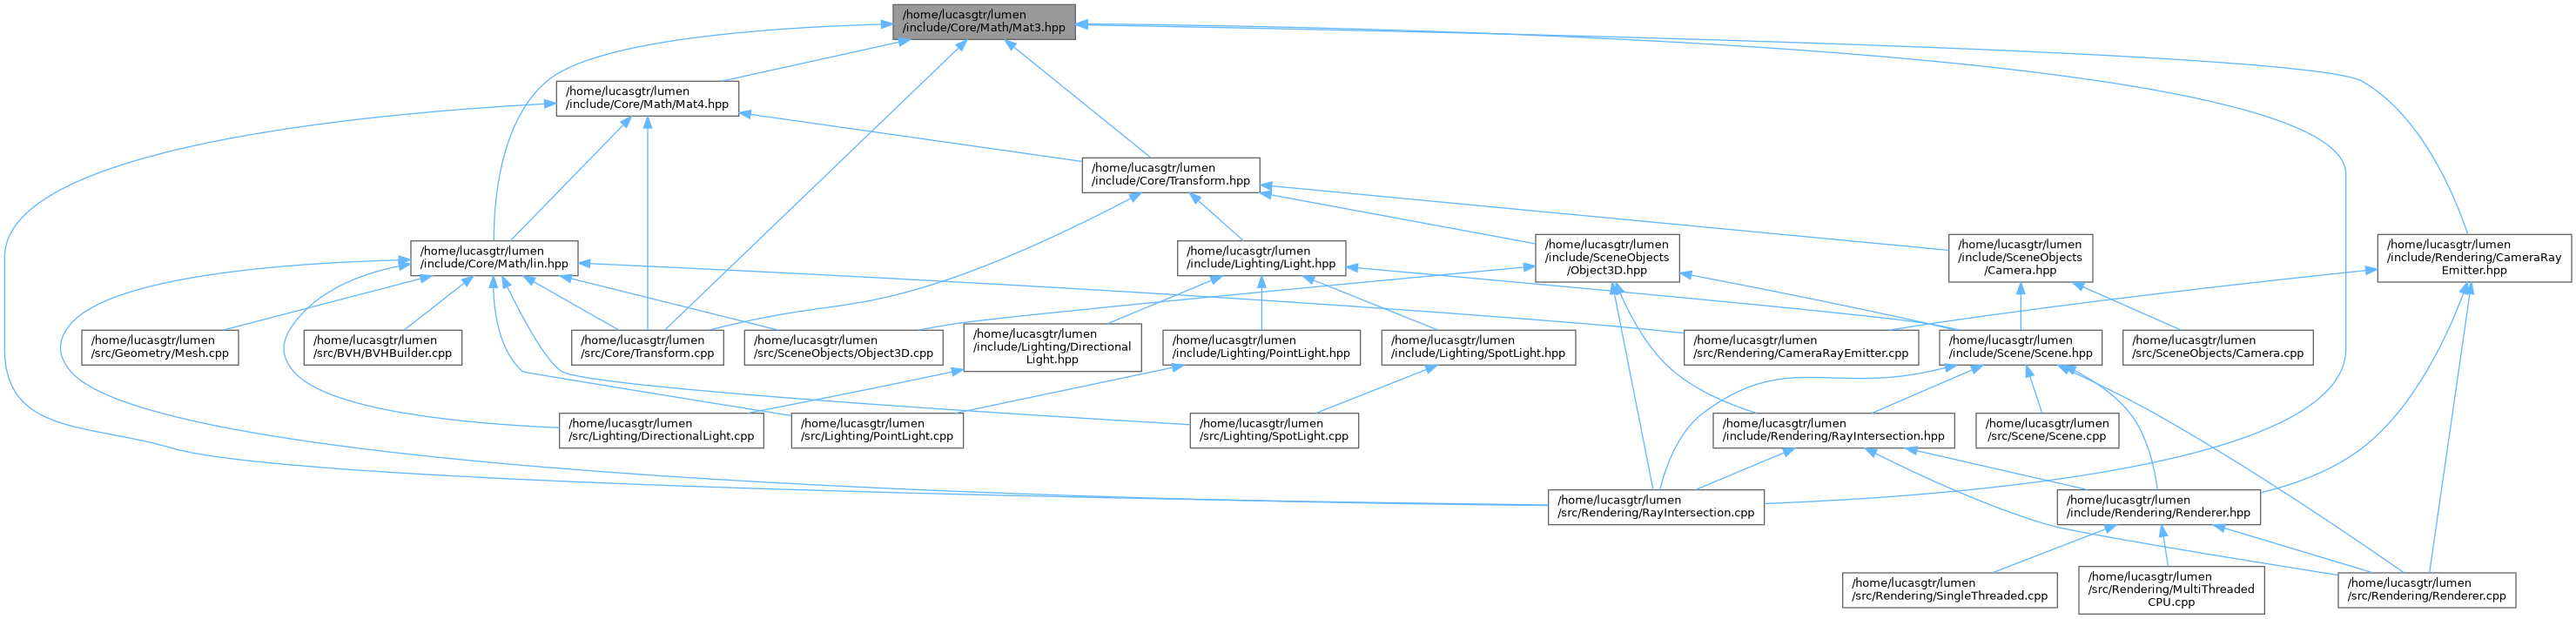 /home/lucasgtr/lumen
/include/Core/Math/Mat3.hpp
/home/lucasgtr/lumen
/include/Core/Math/Mat4.hpp
/home/lucasgtr/lumen
/include/Core/Transform.hpp
/home/lucasgtr/lumen
/include/Core/Math/lin.hpp
/home/lucasgtr/lumen
/include/Lighting/Light.hpp
/home/lucasgtr/lumen
/include/SceneObjects
/Object3D.hpp
/home/lucasgtr/lumen
/include/SceneObjects
/Camera.hpp
/home/lucasgtr/lumen
/include/Rendering/CameraRay
Emitter.hpp
/home/lucasgtr/lumen
/src/Geometry/Mesh.cpp
/home/lucasgtr/lumen
/src/BVH/BVHBuilder.cpp
/home/lucasgtr/lumen
/src/Core/Transform.cpp
/home/lucasgtr/lumen
/src/SceneObjects/Object3D.cpp
/home/lucasgtr/lumen
/include/Lighting/Directional
Light.hpp
/home/lucasgtr/lumen
/include/Lighting/PointLight.hpp
/home/lucasgtr/lumen
/include/Lighting/SpotLight.hpp
/home/lucasgtr/lumen
/src/Rendering/CameraRayEmitter.cpp
/home/lucasgtr/lumen
/include/Scene/Scene.hpp
/home/lucasgtr/lumen
/src/SceneObjects/Camera.cpp
/home/lucasgtr/lumen
/src/Lighting/DirectionalLight.cpp
/home/lucasgtr/lumen
/src/Lighting/PointLight.cpp
/home/lucasgtr/lumen
/src/Lighting/SpotLight.cpp
/home/lucasgtr/lumen
/include/Rendering/RayIntersection.hpp
/home/lucasgtr/lumen
/src/Scene/Scene.cpp
/home/lucasgtr/lumen
/src/Rendering/RayIntersection.cpp
/home/lucasgtr/lumen
/include/Rendering/Renderer.hpp
/home/lucasgtr/lumen
/src/Rendering/SingleThreaded.cpp
/home/lucasgtr/lumen
/src/Rendering/MultiThreaded
CPU.cpp
/home/lucasgtr/lumen
/src/Rendering/Renderer.cpp